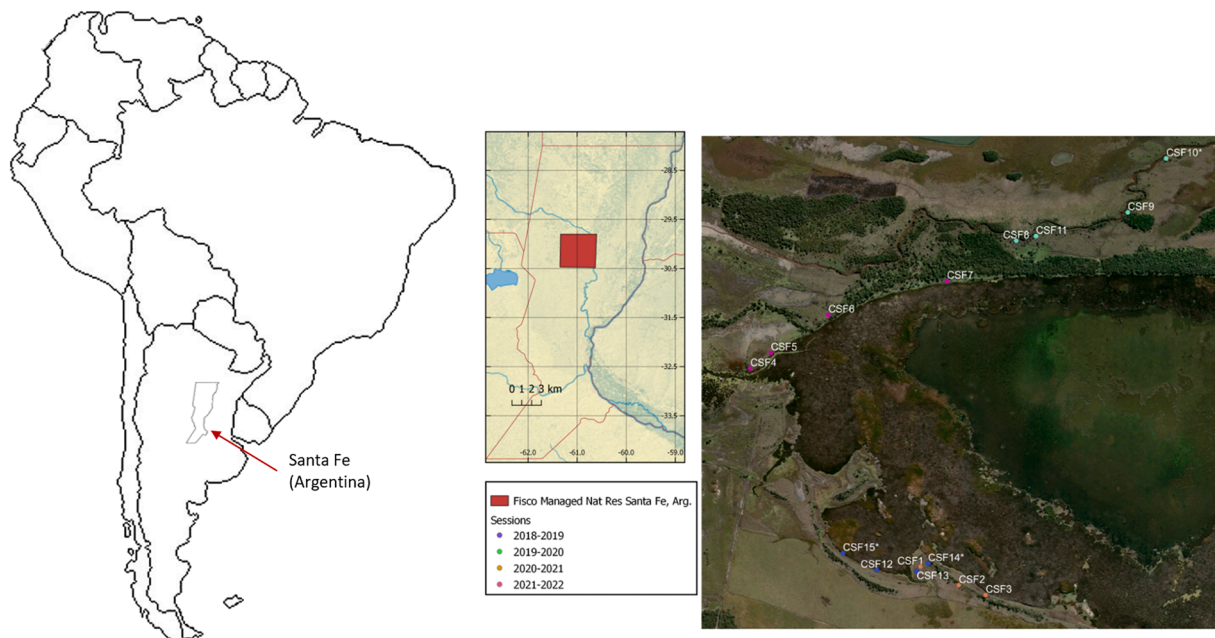 Santa Fe
(Argentina)
-28.5
-29.5
-30.5
-31.5
-32.5
-33.5
0 1 2 3 km
-62.0
-61.0
-60.0
-59.0
Fisco Managed Nat Res Santa Fe, Arg.
Sessions
2018-2019
2019-2020
2020-2021
2021-2022
CSF10*
CSF9
CSF8
CSF11
CSF7
CSF6
CSF5
CSF4
CSF15*
CSF12
CSF1
CSF14*
CSF13
CSF2
CSF3